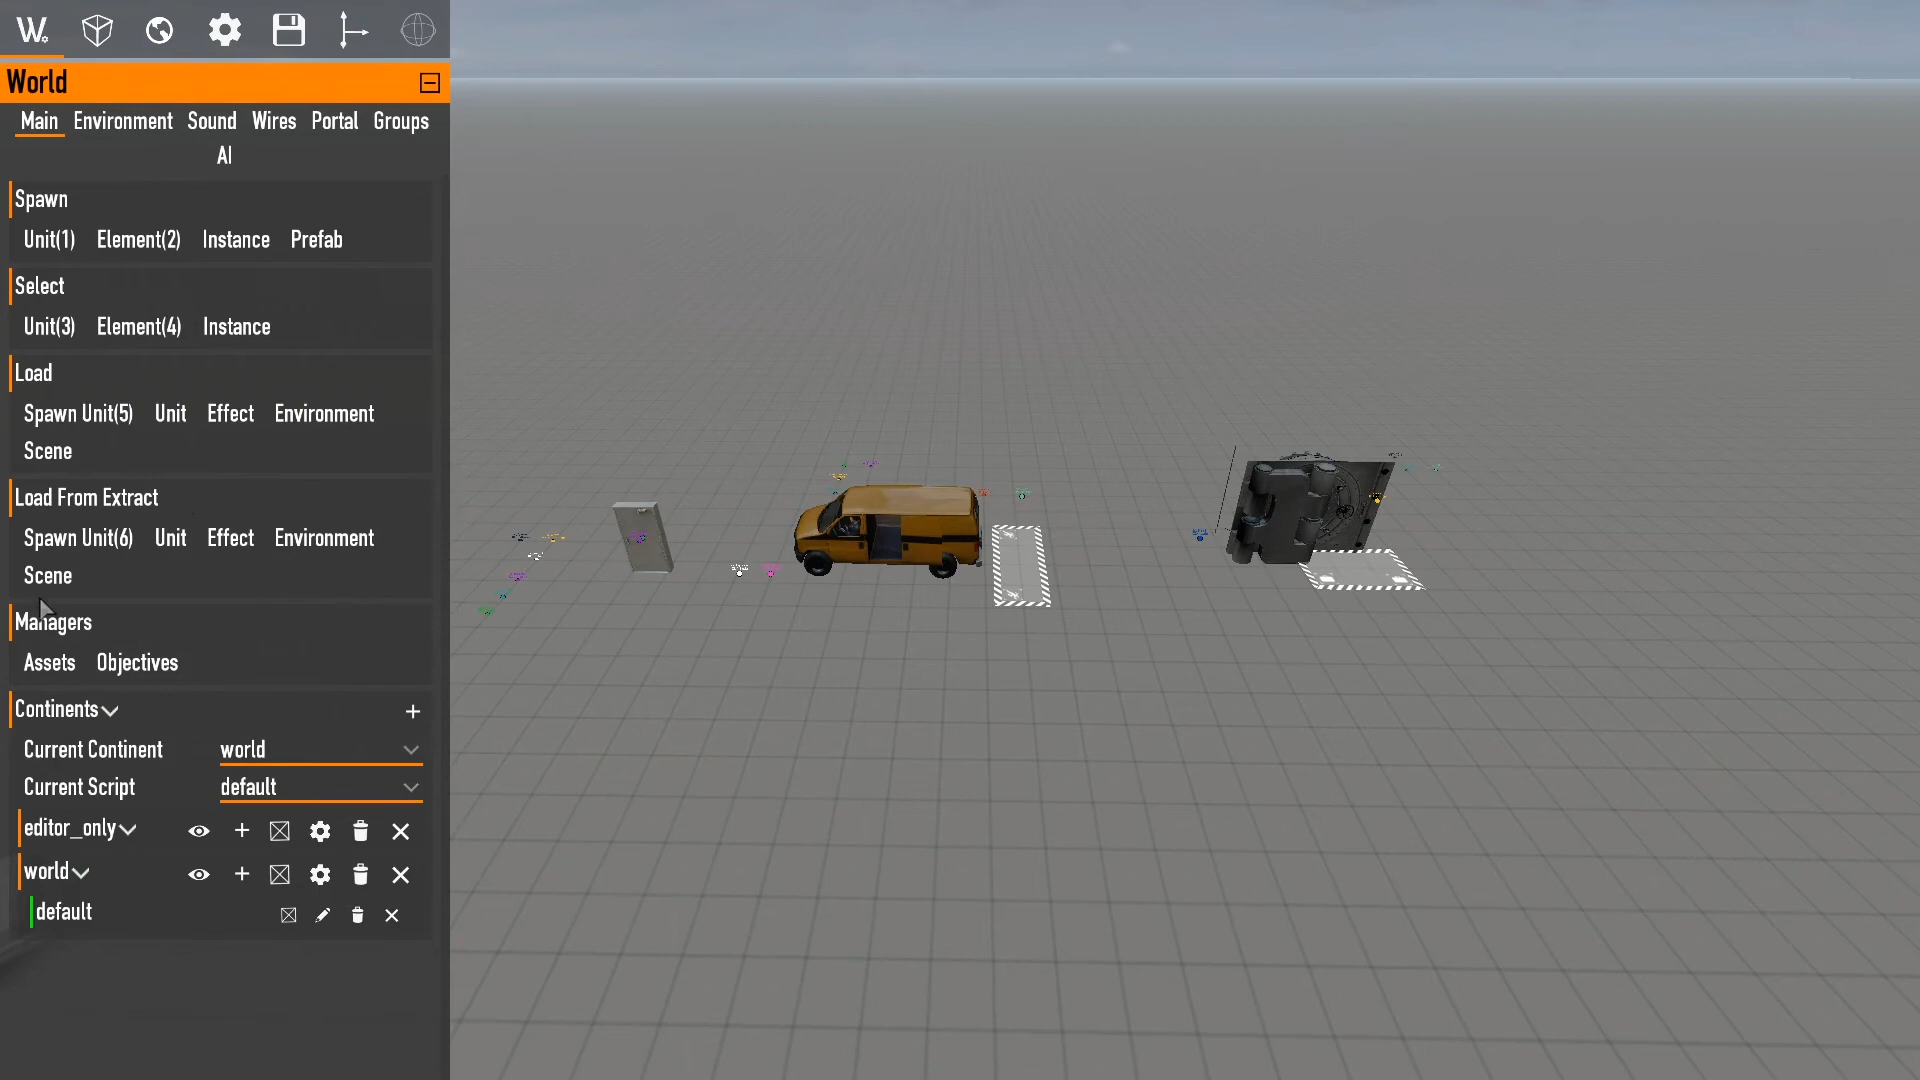 W.
World
Main Environment Sound Wires Portal Groups
AI
Spawn
Unit(1) Element(2) Instance Prefab
Select
Unit(3) Element(4) Instance
Load
Spawn Unit(5) Unit Effect Environment
Scene
Load From Extract
Spawn Unit(6) Unit Effect Environment
Scene
Managers
Assets Objectives
Continents
Current Continent world
Current Script default
editor_only
world
default